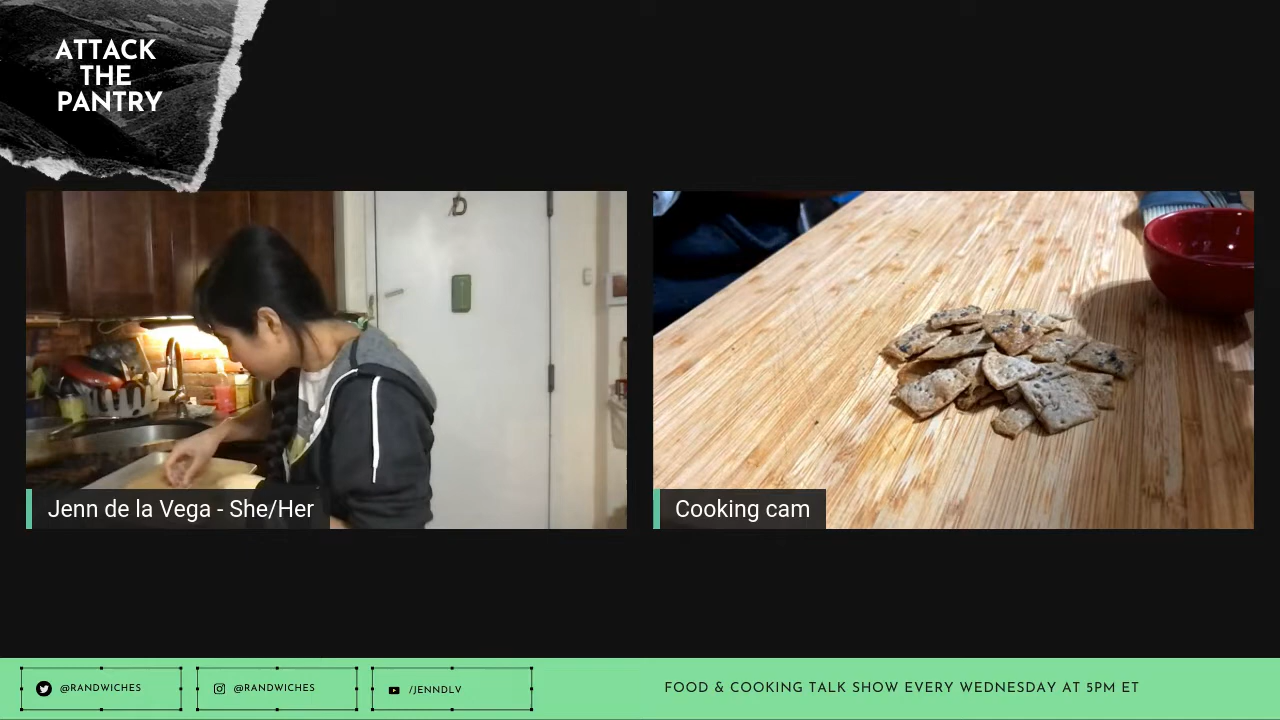 ATTACK
THE
PANTRY
Jenn de la Vega - She/Her
Cooking cam
@RANDWICHES
@RANDWICHES
/JENNDLV
FOOD & COOKING TALK SHOW EVERY WEDNESDAY AT 5PM ET